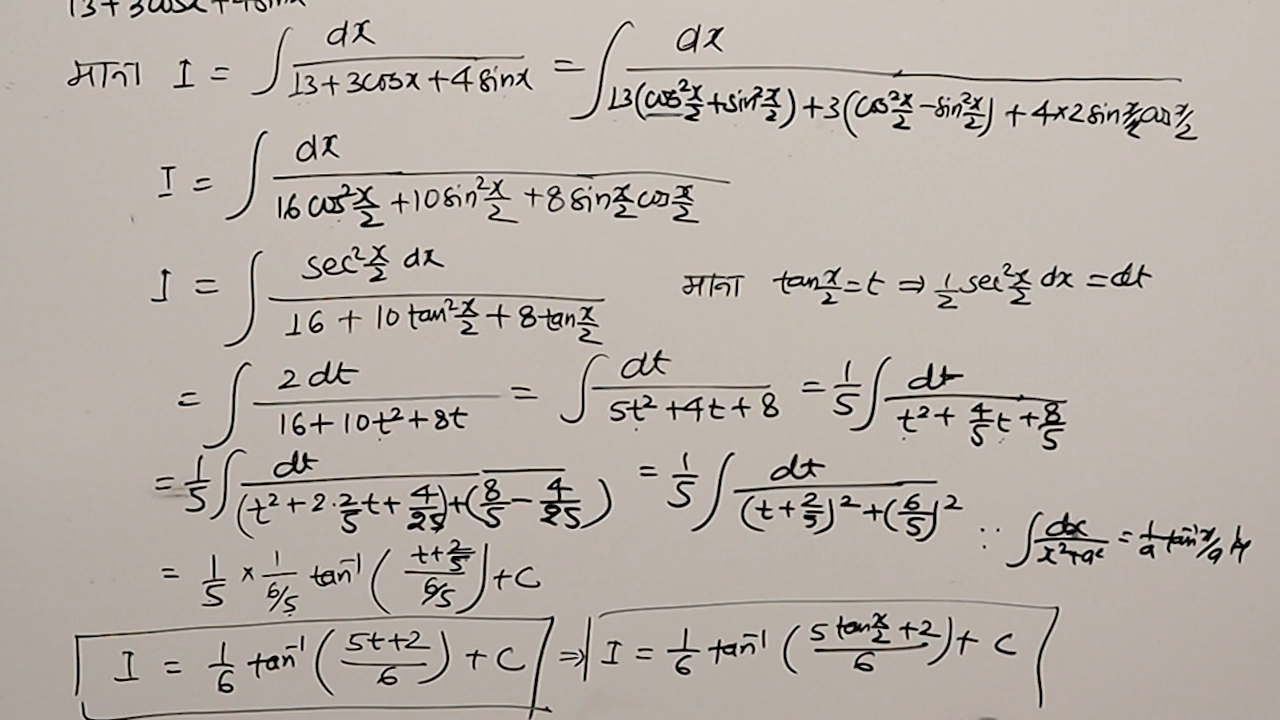 13+3cosx+4sinx
माना I = ∫ dx/(13+3cosx+4sinx) = ∫ dx/(13(cos²x/2+sin²x/2)+3(cos²x/2-sin²x/2)+4×2sinx/2cosx/2)
I = ∫ dx/(16cos²x/2+10sin²x/2+8sinx/2cosx/2)
I = ∫ sec²x/2 dx/(16+10tan²x/2+8tanx/2) माना tanx/2=t ⇒ 1/2 sec²x/2 dx = dt
= ∫ 2dt/(16+10t²+8t) = ∫ dt/(5t²+4t+8) = 1/5 ∫ dt/(t²+4/5t+8/5)
= 1/5 ∫ dt/((t²+2·2/5t+4/25)+(8/5-4/25)) = 1/5 ∫ dt/((t+2/5)²+(6/5)²) ∵ ∫ dx/(x²+a²) = 1/a tan⁻¹x/a
= 1/5 × 1/(6/5) tan⁻¹((t+2/5)/(6/5))+C
I = 1/6 tan⁻¹((5t+2)/6)+C ⇒ I = 1/6 tan⁻¹((5tanx/2+2)/6)+C